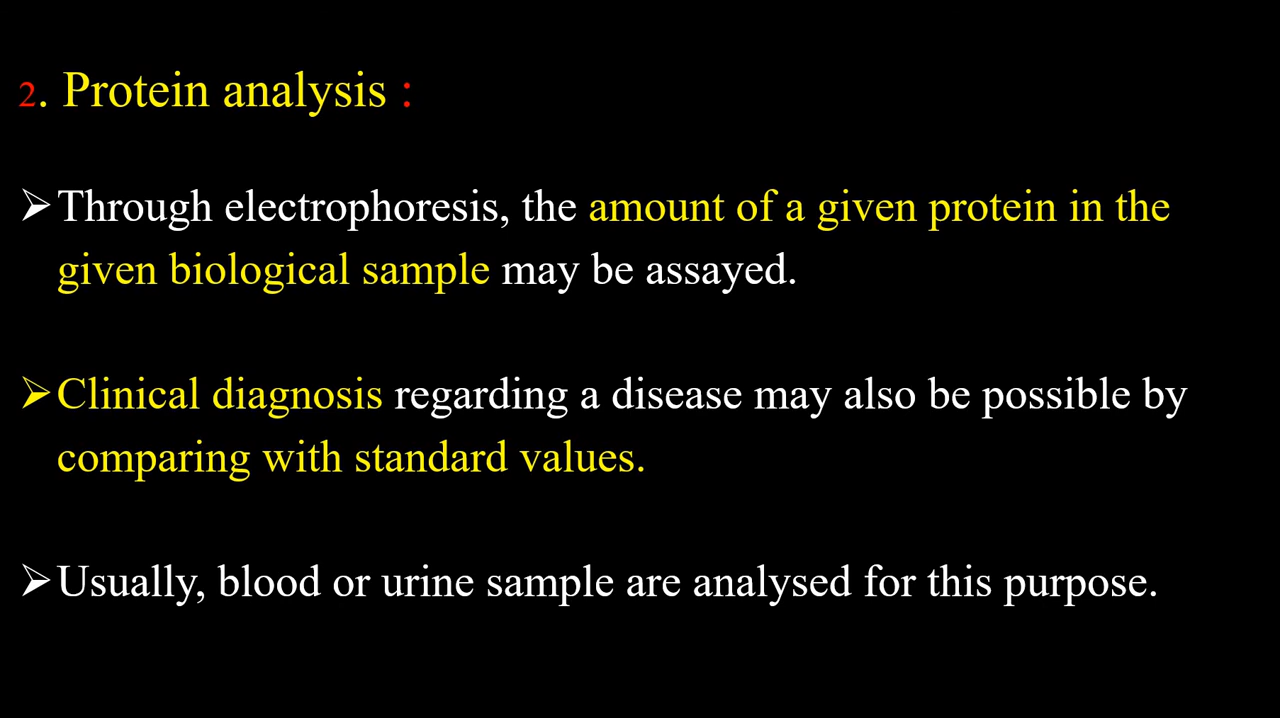 2. Protein analysis :
➢Through electrophoresis, the amount of a given protein in the
given biological sample may be assayed.
➢Clinical diagnosis regarding a disease may also be possible by
comparing with standard values.
➢Usually, blood or urine sample are analysed for this purpose.